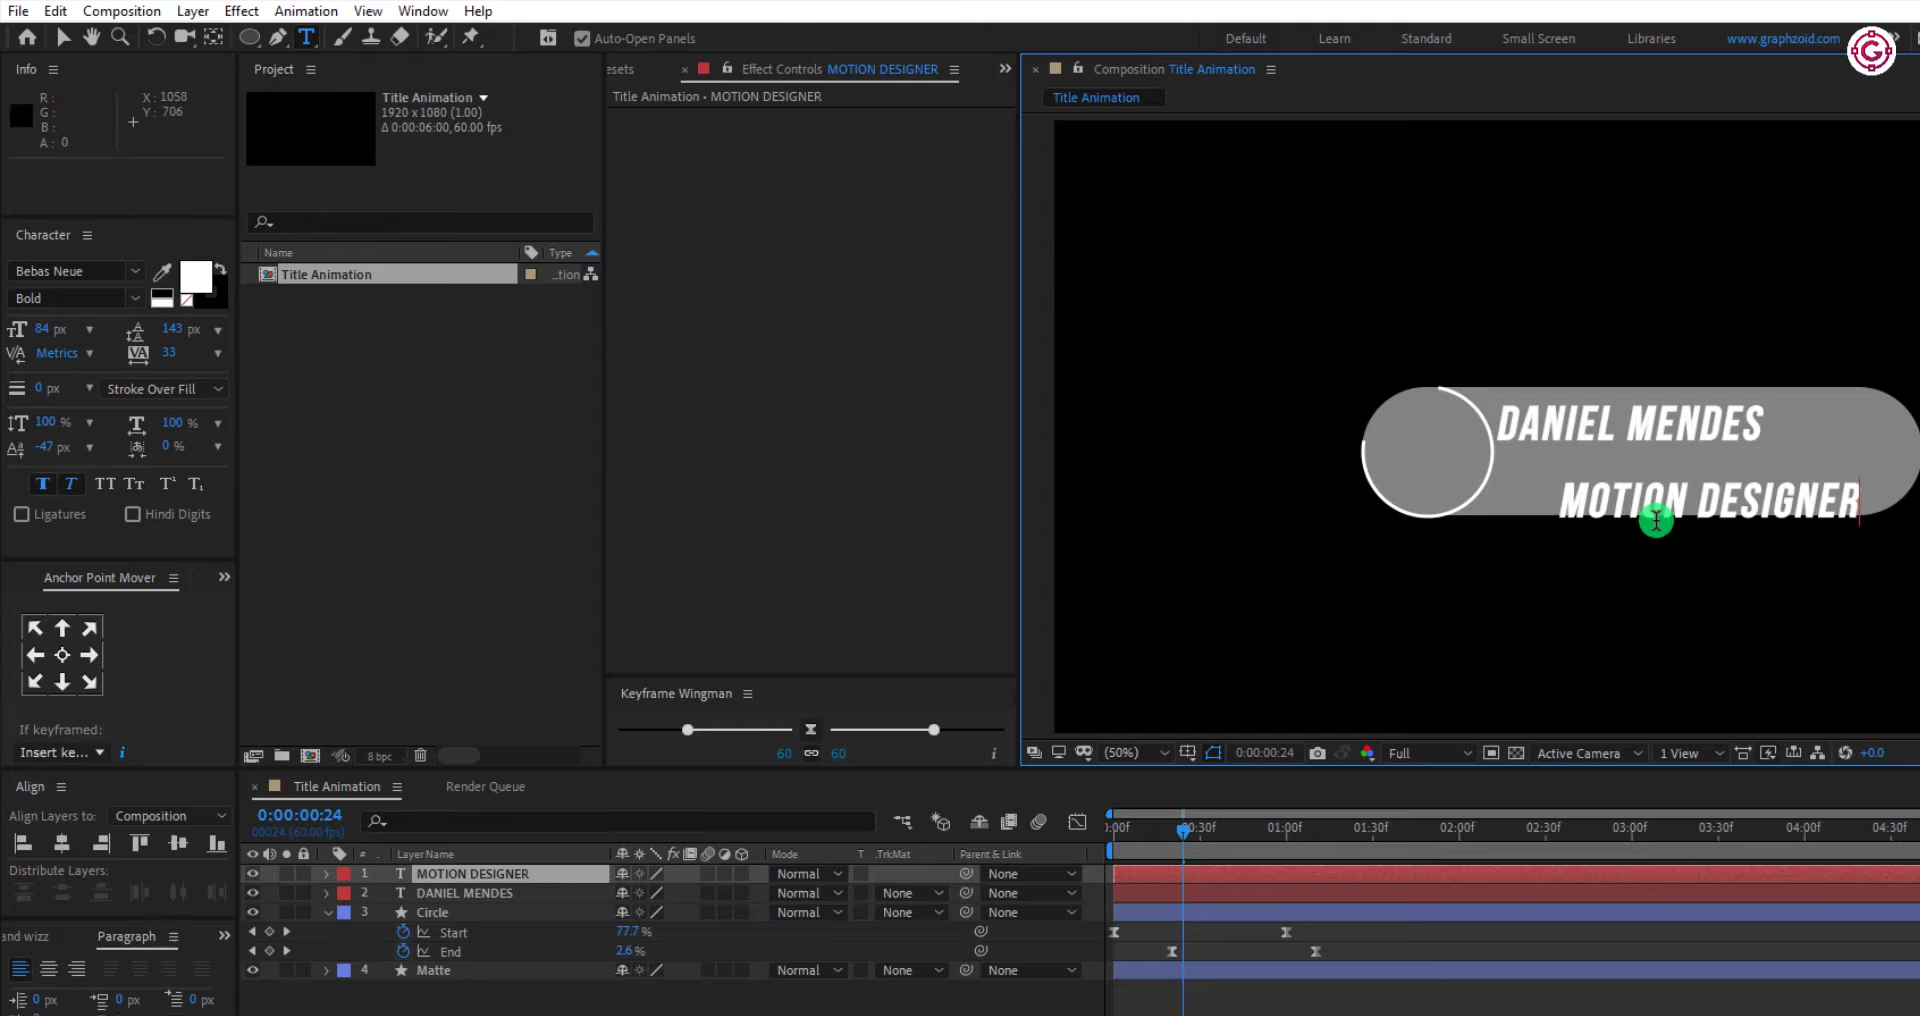 File Edit Composition Layer Effect Animation View Window Help
Auto-Open Panels
Default Learn Standard Small Screen Libraries www.graphzoid.com
Info
R :
G :
B :
A : 0
X : 1058
Y : 706
Project
Title Animation
1920 x 1080 (1.00)
Δ 0:00:06:00, 60.00 fps
Name Type
Title Animation ...tion
esets Effect Controls MOTION DESIGNER
Title Animation • MOTION DESIGNER
Composition Title Animation
Title Animation
DANIEL MENDES
MOTION DESIGNER
Character
Bebas Neue
Bold
84 px 143 px
Metrics 33
0 px Stroke Over Fill
100 % 100 %
-47 px 0 %
T T TT Tт T¹ T₁
Ligatures Hindi Digits
Anchor Point Mover
If keyframed:
Insert ke...
Keyframe Wingman
60 60
8 bpc
(50%) 0:00:00:24 Full Active Camera 1 View +0.0
Align
Align Layers to: Composition
Distribute Layers:
and wizz Paragraph
0 px 0 px 0 px
Title Animation Render Queue
0:00:00:24
00024 (60.00 fps)
:00f 00:30f 01:00f 01:30f 02:00f 02:30f 03:00f 03:30f 04:00f 04:30f
# Layer Name Mode T .TrkMat Parent & Link
1 T MOTION DESIGNER Normal None
2 T DANIEL MENDES Normal None None
3 Circle Normal None None
Start 77.7 %
End 2.6 %
4 Matte Normal None None